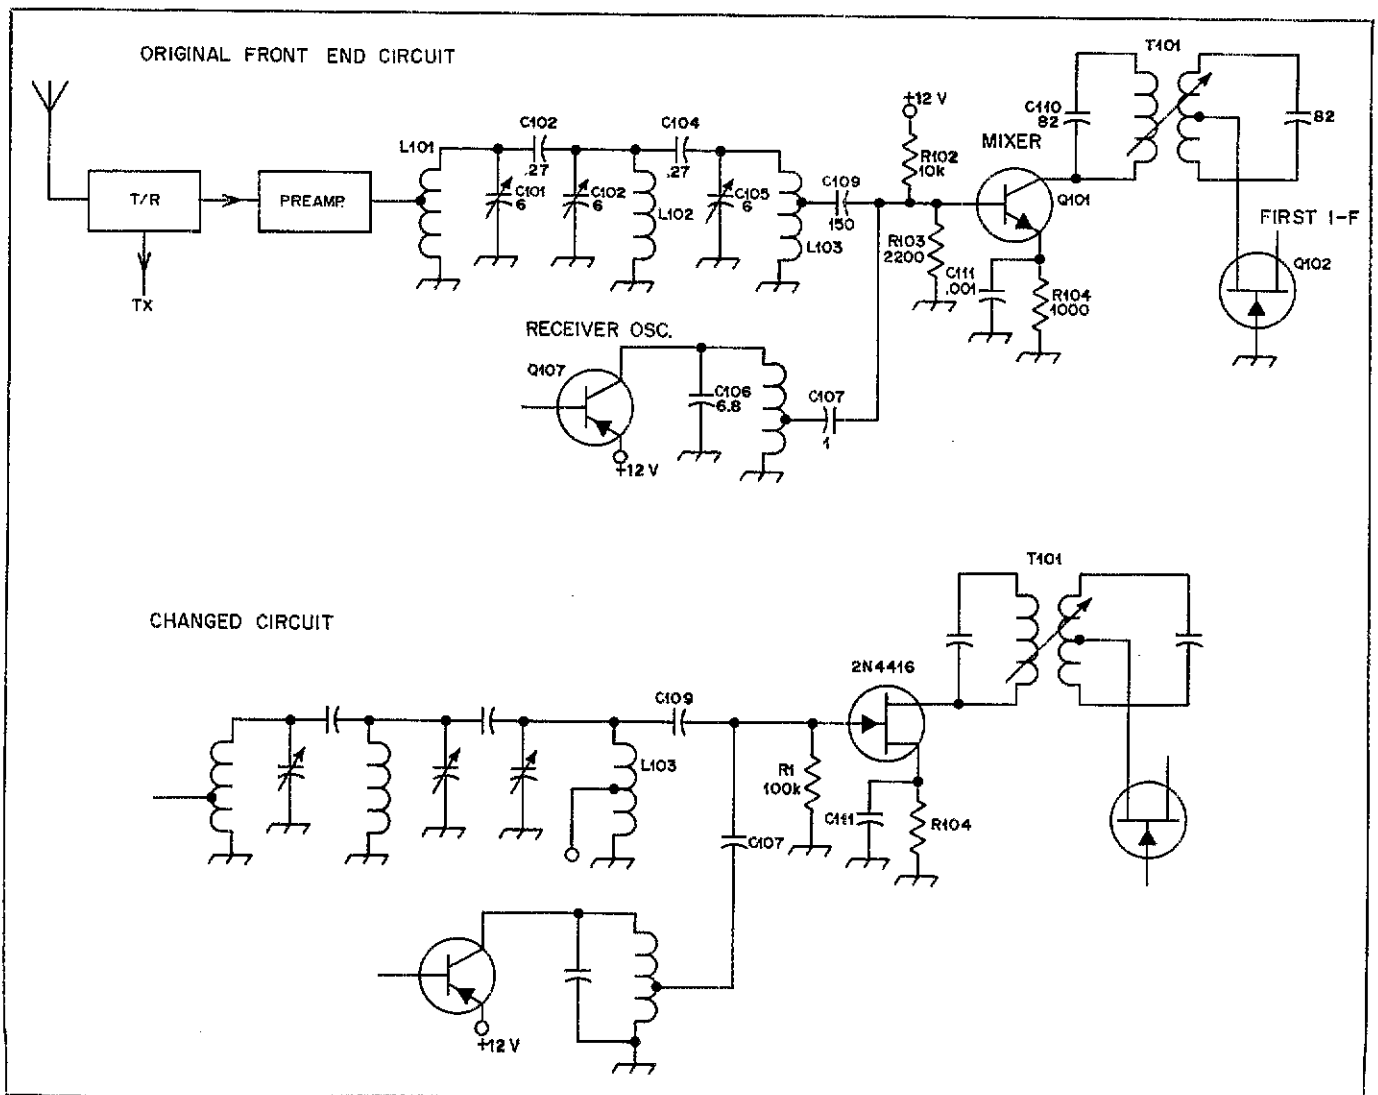 ORIGINAL FRONT END CIRCUIT
T/R
PREAMP.
Tx
L101
C102
.27
C101
6
C102
6
L102
C104
.27
C105
6
L103
C109
150
+12 V
R102
10k
R103
2200
MIXER
Q101
C111
.001
R104
1000
C110
82
T101
82
FIRST I-F
Q102
RECEIVER OSC.
Q107
+12 V
C106
6.8
C107
1
CHANGED CIRCUIT
L103
C109
C107
R1
100k
2N4416
C111
R104
T101
+12 V